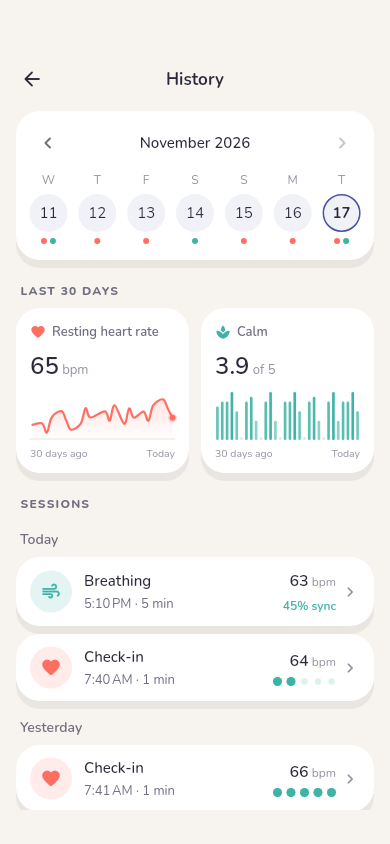 History
November 2026
W T F S S M T
11 12 13 14 15 16 17
LAST 30 DAYS
Resting heart rate
65 bpm
30 days ago Today
Calm
3.9 of 5
30 days ago Today
SESSIONS
Today
Breathing
5:10 PM · 5 min
63 bpm
45% sync
Check-in
7:40 AM · 1 min
64 bpm
Yesterday
Check-in
7:41 AM · 1 min
66 bpm